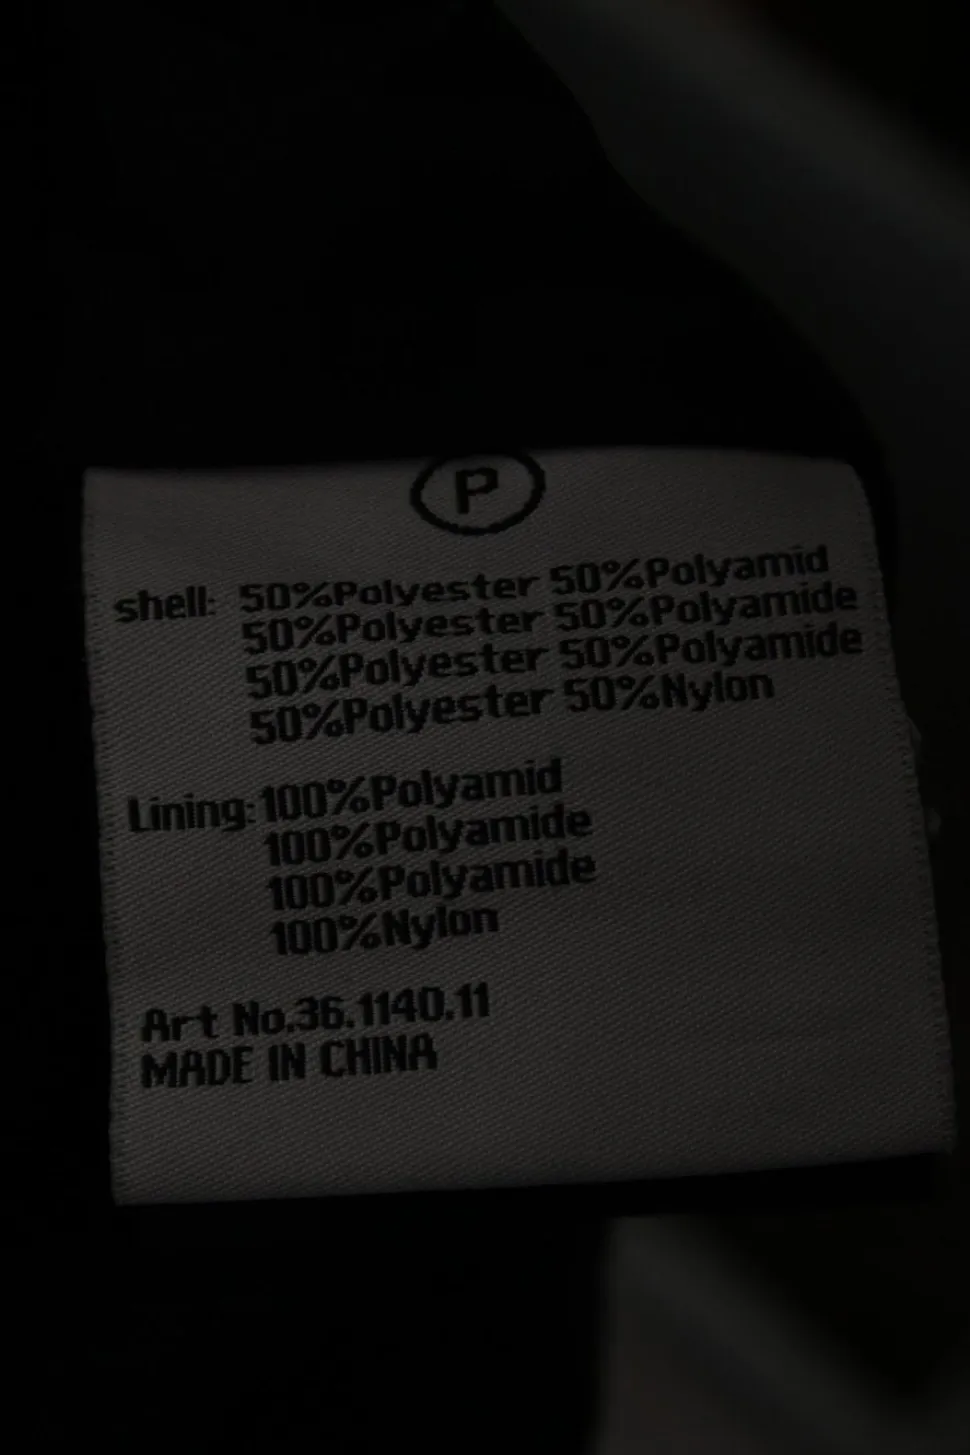 P
shell: 50%Polyester 50%Polyamid
50%Polyester 50%Polyamide
50%Polyester 50%Polyamide
50%Polyester 50%Nylon
Lining:100%Polyamid
100%Polyamide
100%Polyamide
100%Nylon
Art No.36.1140.11
MADE IN CHINA